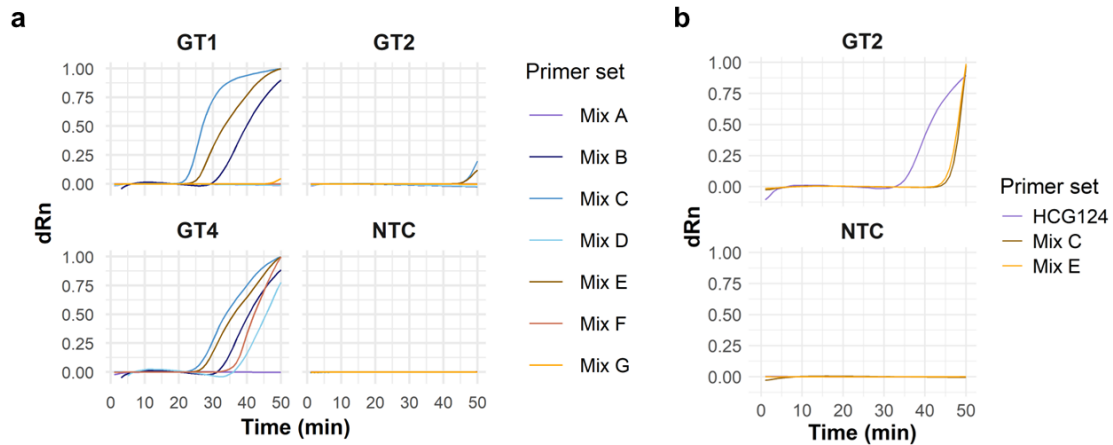 a
GT1 GT2
1.00
0.75
0.50
0.25
0.00
GT4 NTC
1.00
0.75
0.50
0.25
0.00
dRn
0 10 20 30 40 50 0 10 20 30 40 50
Time (min)
Primer set
Mix A
Mix B
Mix C
Mix D
Mix E
Mix F
Mix G
b
GT2
1.00
0.75
0.50
0.25
0.00
NTC
1.00
0.75
0.50
0.25
0.00
dRn
0 10 20 30 40 50
Time (min)
Primer set
HCG124
Mix C
Mix E